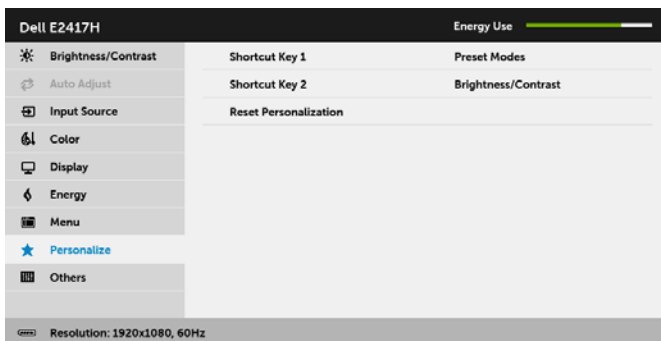 Dell E2417H Energy Use
Brightness/Contrast Shortcut Key 1 Preset Modes
Auto Adjust Shortcut Key 2 Brightness/Contrast
Input Source Reset Personalization
Color
Display
Energy
Menu
Personalize
Others
Resolution: 1920x1080, 60Hz